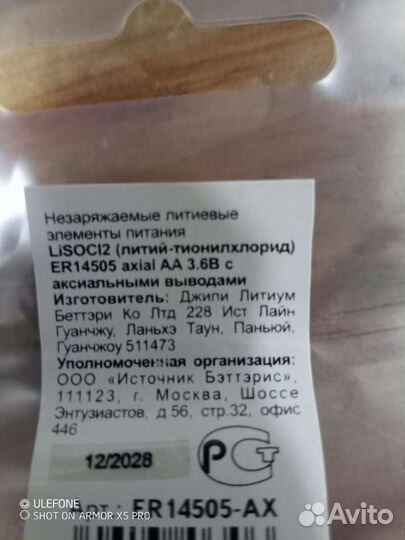 Незаряжаемые литиевые
элементы питания
LiSOCl2 (литий-тионилхлорид)
ER14505 axial AA 3.6В с
аксиальными выводами
Изготовитель: Джипи Литиум
Беттэри Ко Лтд 228 Ист Лайн
Гуанчжу, Ланьхэ Таун, Паньюй,
Гуанчжоу 511473
Уполномоченная организация:
ООО «Источник Бэттэрис»,
111123, г. Москва, Шоссе
Энтузиастов, д 56, стр.32, офис
446
12/2028
РСТ
Арт.: ER14505-AX
ULEFONE
SHOT ON ARMOR X5 PRO
Avito